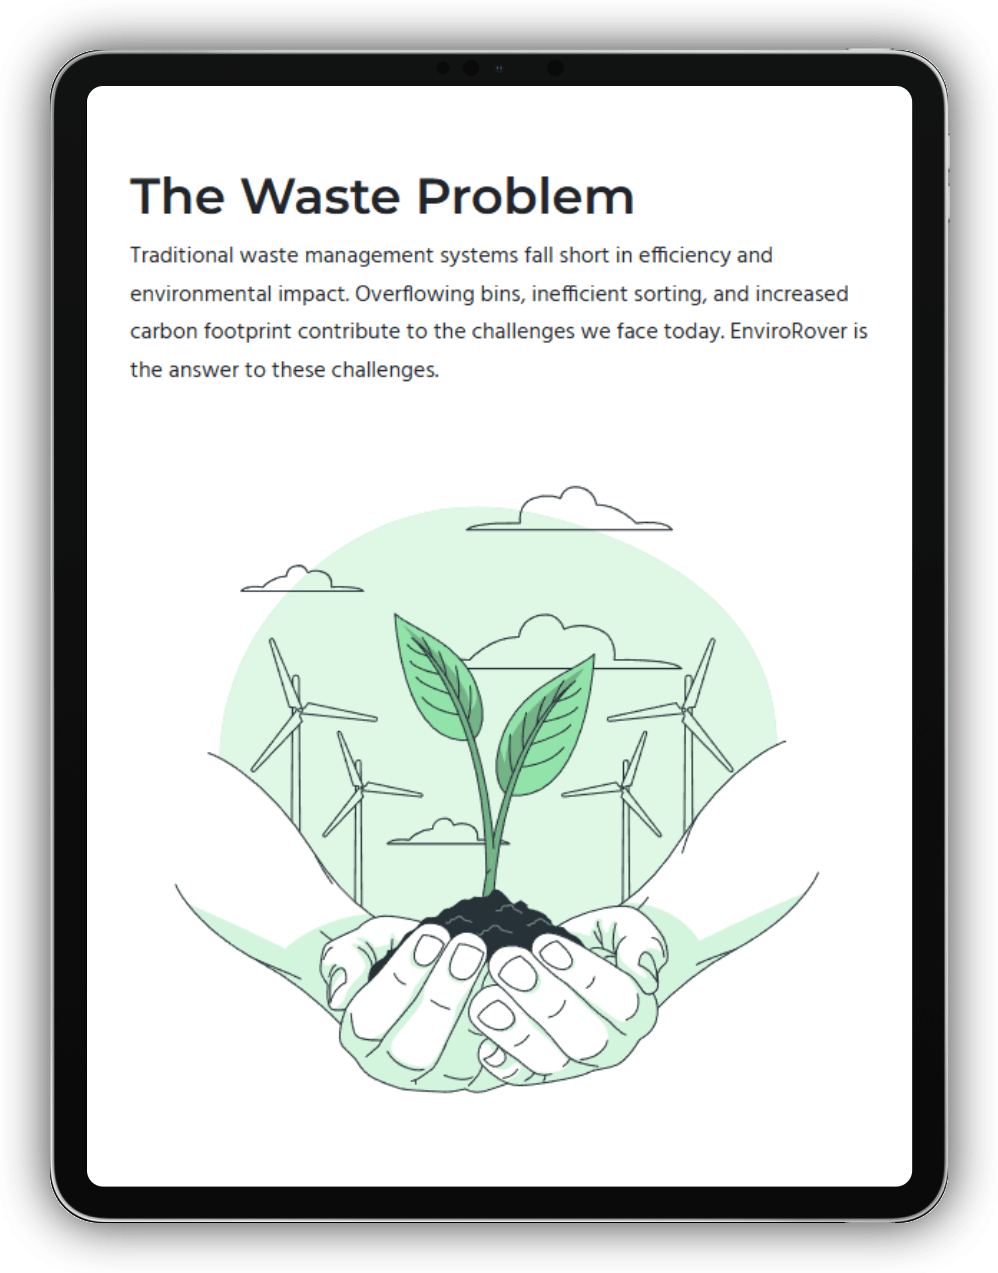 The Waste Problem
Traditional waste management systems fall short in efficiency and
environmental impact. Overflowing bins, inefficient sorting, and increased
carbon footprint contribute to the challenges we face today. EnviroRover is
the answer to these challenges.